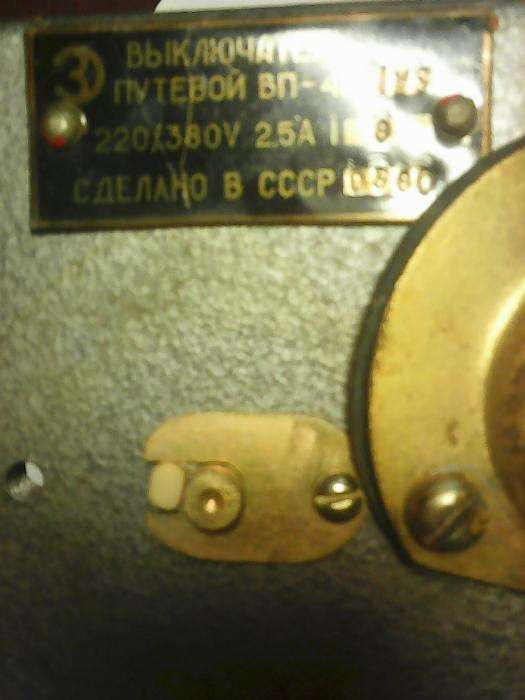 ВЫКЛЮЧАТЕ
ПУТЕВОЙ ВП-4
220/380V 2.5A
СДЕЛАНО В СССР